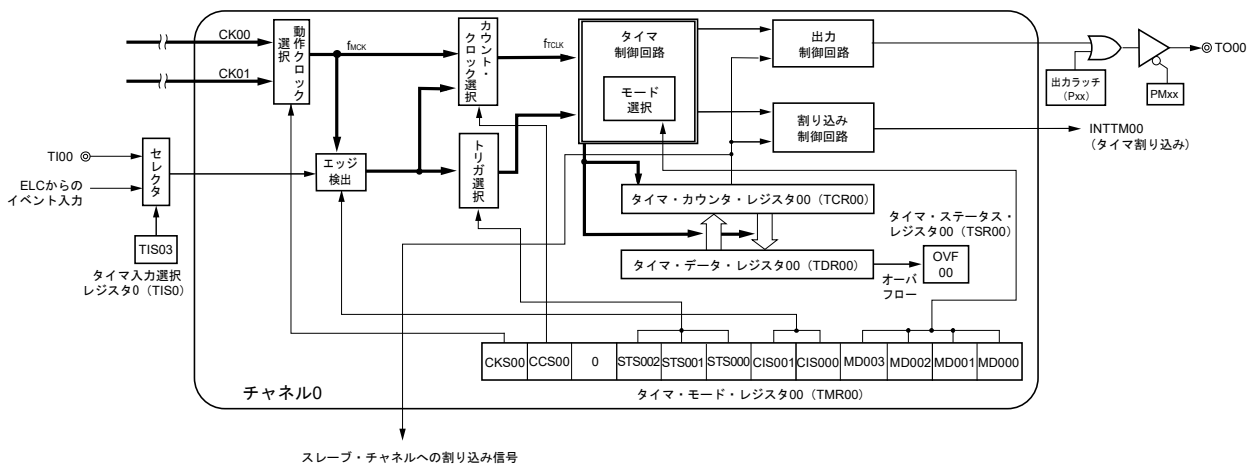 CK00
CK01
動作クロック
選択
fMCK
カウント・
クロック選択
fTCLK
タイマ
制御回路
モード
選択
出力
制御回路
出力ラッチ
(Pxx)
PMxx
TO00
割り込み
制御回路
INTTM00
(タイマ割り込み)
TI00
ELCからの
イベント入力
セレクタ
エッジ
検出
トリガ選択
TIS03
タイマ入力選択
レジスタ0(TIS0)
タイマ・カウンタ・レジスタ00(TCR00)
タイマ・データ・レジスタ00(TDR00)
タイマ・ステータス・
レジスタ00(TSR00)
OVF
00
オーバ
フロー
CKS00 CCS00 0 STS002 STS001 STS000 CIS001 CIS000 MD003 MD002 MD001 MD000
チャネル0
タイマ・モード・レジスタ00(TMR00)
スレーブ・チャネルへの割り込み信号